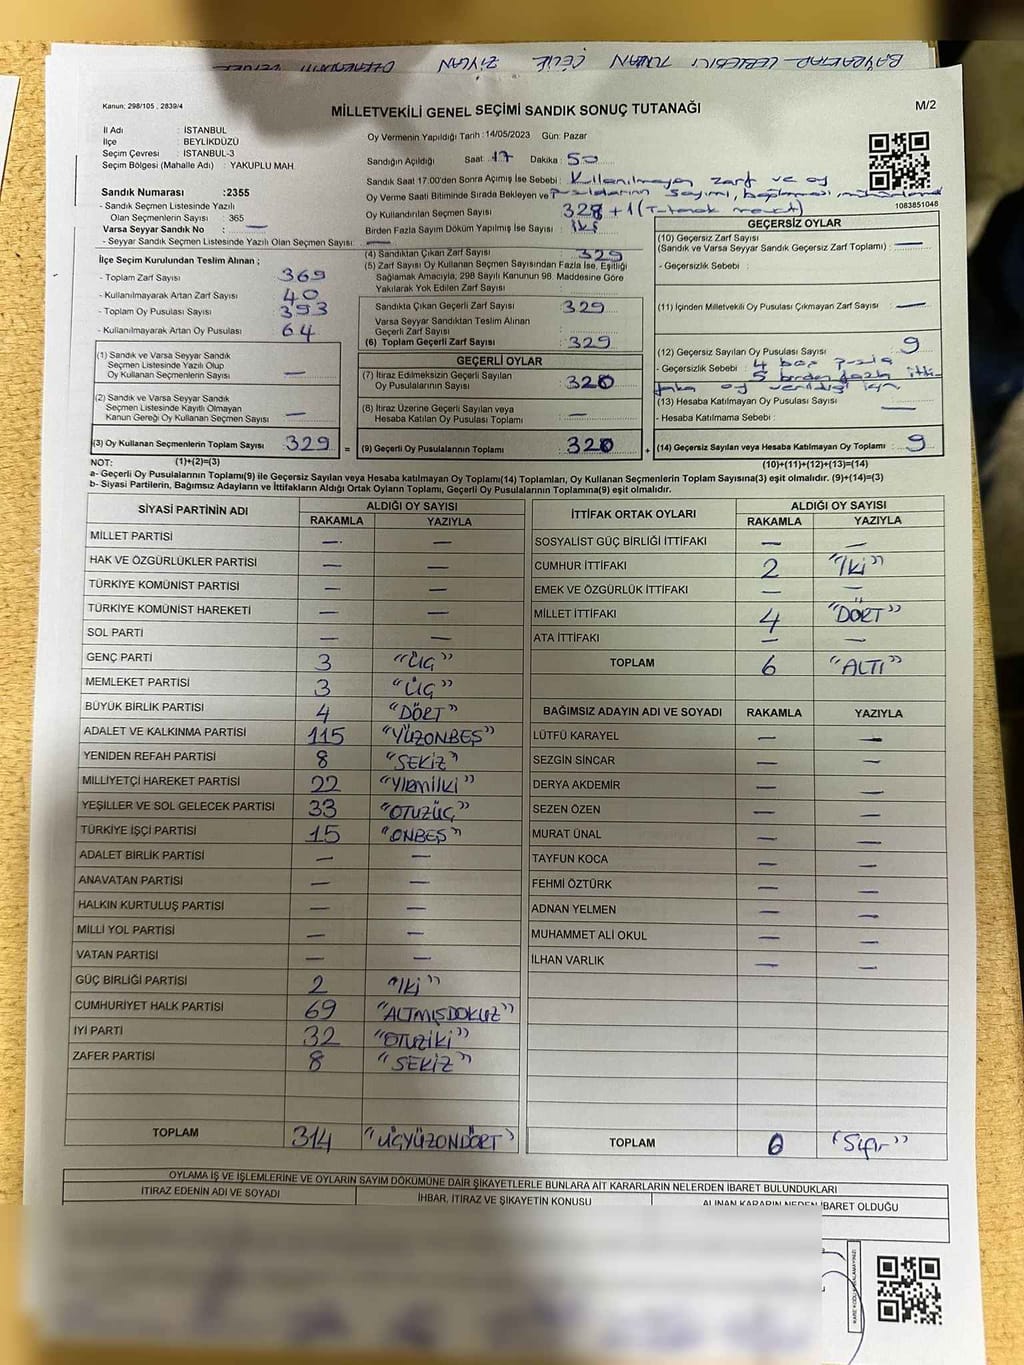 BAYRAKTAR LEBLEBİCİ TURAN ÇELİK ZİYLAN
Kanun: 298/105 , 2839/4
MİLLETVEKİLİ GENEL SEÇİMİ SANDIK SONUÇ TUTANAĞI
M/2
İl Adı : İSTANBUL
İlçe : BEYLİKDÜZÜ
Seçim Çevresi : İSTANBUL-3
Seçim Bölgesi (Mahalle Adı) : YAKUPLU MAH.
Sandık Numarası :2355
- Sandık Seçmen Listesinde Yazılı
Olan Seçmenlerin Sayısı : 365
Varsa Seyyar Sandık No : —
- Seyyar Sandık Seçmen Listesinde Yazılı Olan Seçmen Sayısı: —
İlçe Seçim Kurulundan Teslim Alınan ;
- Toplam Zarf Sayısı 369
- Kullanılmayarak Artan Zarf Sayısı 40
- Toplam Oy Pusulası Sayısı 393
- Kullanılmayarak Artan Oy Pusulası 64
(1) Sandık ve Varsa Seyyar Sandık
Seçmen Listesinde Yazılı Olup
Oy Kullanan Seçmenlerin Sayısı —
(2) Sandık ve Varsa Seyyar Sandık
Seçmen Listesinde Kayıtlı Olmayan
Kanun Gereği Oy Kullanan Seçmen Sayısı —
(3) Oy Kullanan Seçmenlerin Toplam Sayısı 329 =
Oy Vermenin Yapıldığı Tarih :14/05/2023 Gün: Pazar
Sandığın Açıldığı Saat :17 Dakika :50
Sandık Saat 17:00'den Sonra Açılmış İse Sebebi : Kullanılmayan zarf ve oy
Oy Verme Saati Bitiminde Sırada Bekleyen ve pusulalarının sayımı, bağlanması
Oy Kullandırılan Seçmen Sayısı 328 + 1 (Tutanak mevcut)
Birden Fazla Sayım Döküm Yapılmış İse Sayısı : İki
(4) Sandıktan Çıkan Zarf Sayısı : 329
(5) Zarf Sayısı Oy Kullanan Seçmen Sayısından Fazla İse, Eşitliği
Sağlamak Amacıyla, 298 Sayılı Kanunun 98. Maddesine Göre
Yakılarak Yok Edilen Zarf Sayısı :
Sandıkta Çıkan Geçerli Zarf Sayısı : 329
Varsa Seyyar Sandıktan Teslim Alınan
Geçerli Zarf Sayısı :
(6) Toplam Geçerli Zarf Sayısı : 329
GEÇERLİ OYLAR
(7) İtiraz Edilmeksizin Geçerli Sayılan
Oy Pusulalarının Sayısı : 320
(8) İtiraz Üzerine Geçerli Sayılan veya
Hesaba Katılan Oy Pusulaları Toplamı : —
(9) Geçerli Oy Pusulalarının Toplamı : 320 +
1083851048
GEÇERSİZ OYLAR
(10) Geçersiz Zarf Sayısı
(Sandık ve Varsa Seyyar Sandık Geçersiz Zarf Toplamı) : —
- Geçersizlik Sebebi :
(11) İçinden Milletvekili Oy Pusulası Çıkmayan Zarf Sayısı : —
(12) Geçersiz Sayılan Oy Pusulası Sayısı : 9
- Geçersizlik Sebebi : 4 boş pusula
5 birden fazla itti-
faka oy verildiği için
(13) Hesaba Katılmayan Oy Pusulası Sayısı : —
- Hesaba Katılmama Sebebi :
(14) Geçersiz Sayılan veya Hesaba Katılmayan Oy Toplamı : 9
NOT: (1)+(2)=(3)
(10)+(11)+(12)+(13)=(14)
a- Geçerli Oy Pusulalarının Toplamı(9) ile Geçersiz Sayılan veya Hesaba katılmayan Oy Toplamı(14) Toplamları, Oy Kullanan Seçmenlerin Toplam Sayısına(3) eşit olmalıdır. (9)+(14)=(3)
b- Siyasi Partilerin, Bağımsız Adayların ve İttifakların Aldığı Ortak Oyların Toplamı, Geçerli Oy Pusulalarının Toplamına(9) eşit olmalıdır.
SİYASİ PARTİNİN ADI ALDIĞI OY SAYISI
RAKAMLA YAZIYLA
MİLLET PARTİSİ — —
HAK VE ÖZGÜRLÜKLER PARTİSİ — —
TÜRKİYE KOMÜNİST PARTİSİ — —
TÜRKİYE KOMÜNİST HAREKETİ — —
SOL PARTİ — —
GENÇ PARTİ 3 "ÜÇ"
MEMLEKET PARTİSİ 3 "ÜÇ"
BÜYÜK BİRLİK PARTİSİ 4 "DÖRT"
ADALET VE KALKINMA PARTİSİ 115 "YÜZONBEŞ"
YENİDEN REFAH PARTİSİ 8 "SEKİZ"
MİLLİYETÇİ HAREKET PARTİSİ 22 "YİRMİİKİ"
YEŞİLLER VE SOL GELECEK PARTİSİ 33 "OTUZÜÇ"
TÜRKİYE İŞÇİ PARTİSİ 15 "ONBEŞ"
ADALET BİRLİK PARTİSİ — —
ANAVATAN PARTİSİ — —
HALKIN KURTULUŞ PARTİSİ — —
MİLLİ YOL PARTİSİ — —
VATAN PARTİSİ — —
GÜÇ BİRLİĞİ PARTİSİ 2 "İki"
CUMHURİYET HALK PARTİSİ 69 "ALTMIŞDOKUZ"
İYİ PARTİ 32 "OTUZİKİ"
ZAFER PARTİSİ 8 "SEKİZ"
TOPLAM 314 "ÜÇYÜZONDÖRT"
İTTİFAK ORTAK OYLARI ALDIĞI OY SAYISI
RAKAMLA YAZIYLA
SOSYALİST GÜÇ BİRLİĞİ İTTİFAKI — —
CUMHUR İTTİFAKI 2 "İki"
EMEK VE ÖZGÜRLÜK İTTİFAKI — —
MİLLET İTTİFAKI 4 "DÖRT"
ATA İTTİFAKI — —
TOPLAM 6 "ALTI"
BAĞIMSIZ ADAYIN ADI VE SOYADI RAKAMLA YAZIYLA
LÜTFÜ KARAYEL — —
SEZGİN SİNCAR — —
DERYA AKDEMİR — —
SEZEN ÖZEN — —
MURAT ÜNAL — —
TAYFUN KOCA — —
FEHMİ ÖZTÜRK — —
ADNAN YELMEN — —
MUHAMMET ALİ OKUL — —
İLHAN VARLIK — —
TOPLAM 0 "Sıfır"
OYLAMA İŞ VE İŞLEMLERİNE VE OYLARIN SAYIM DÖKÜMÜNE DAİR ŞİKAYETLERLE BUNLARA AİT KARARLARIN NELERDEN İBARET BULUNDUKLARI
İTİRAZ EDENİN ADI VE SOYADI İHBAR, İTİRAZ VE ŞİKAYETİN KONUSU ALINAN KARARIN NEDEN İBARET OLDUĞU